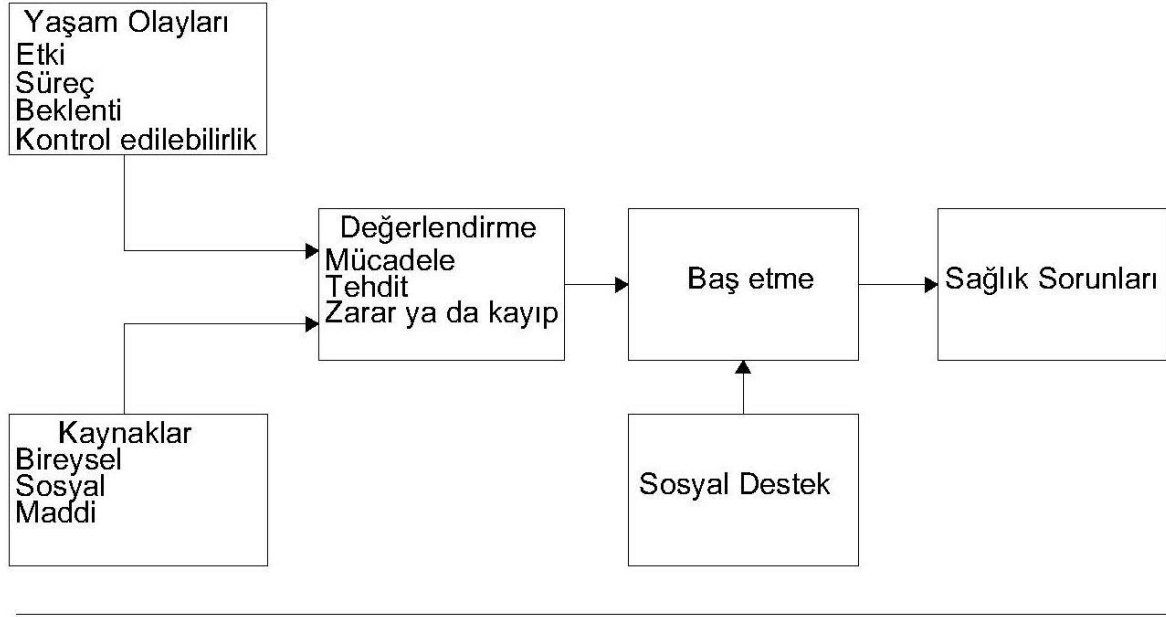 Yaşam Olayları
Etki
Süreç
Beklenti
Kontrol edilebilirlik
Değerlendirme
Mücadele
Tehdit
Zarar ya da kayıp
Baş etme
Sağlık Sorunları
Kaynaklar
Bireysel
Sosyal
Maddi
Sosyal Destek